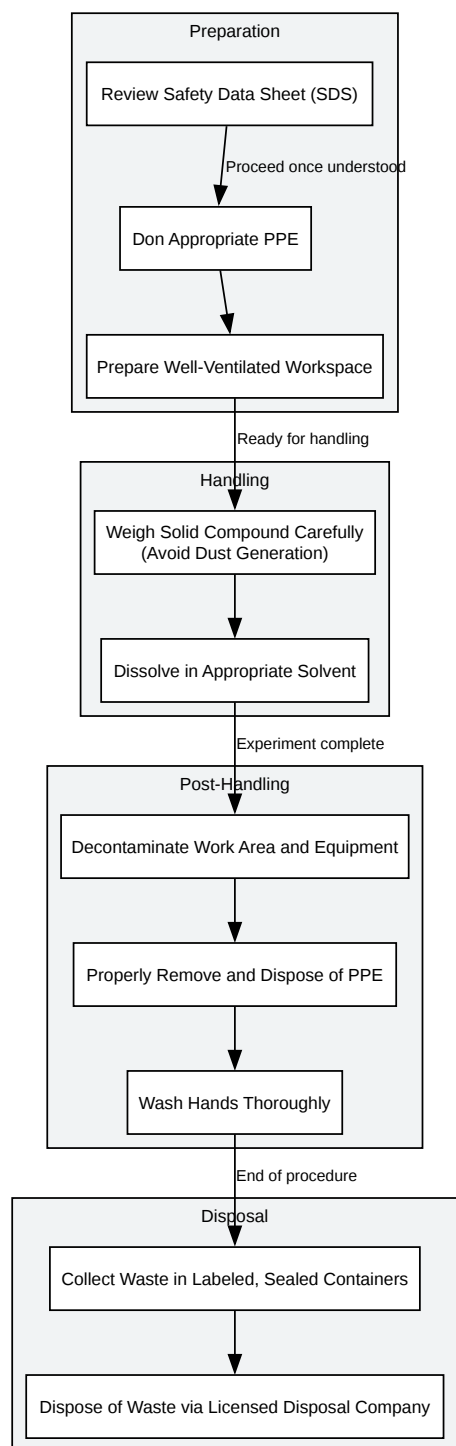 Preparation
Review Safety Data Sheet (SDS)
Proceed once understood
Don Appropriate PPE
Prepare Well-Ventilated Workspace
Ready for handling
Handling
Weigh Solid Compound Carefully
(Avoid Dust Generation)
Dissolve in Appropriate Solvent
Experiment complete
Post-Handling
Decontaminate Work Area and Equipment
Properly Remove and Dispose of PPE
Wash Hands Thoroughly
End of procedure
Disposal
Collect Waste in Labeled, Sealed Containers
Dispose of Waste via Licensed Disposal Company